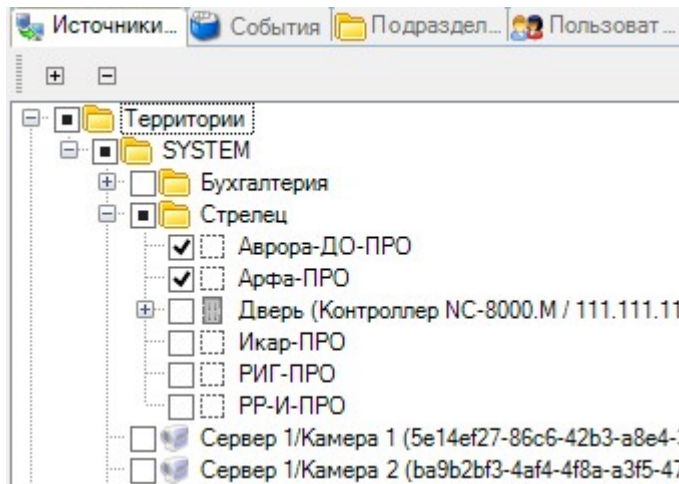 Источники... События Подраздел... Пользоват...
Территории
SYSTEM
Бухгалтерия
Стрелец
Аврора-ДО-ПРО
Арфа-ПРО
Дверь (Контроллер NC-8000.M / 111.111.11
Икар-ПРО
РИГ-ПРО
РР-И-ПРО
Сервер 1/Камера 1 (5e14ef27-86c6-42b3-a8e4-
Сервер 1/Камера 2 (ba9b2bf3-4af4-4f8a-a3f5-47